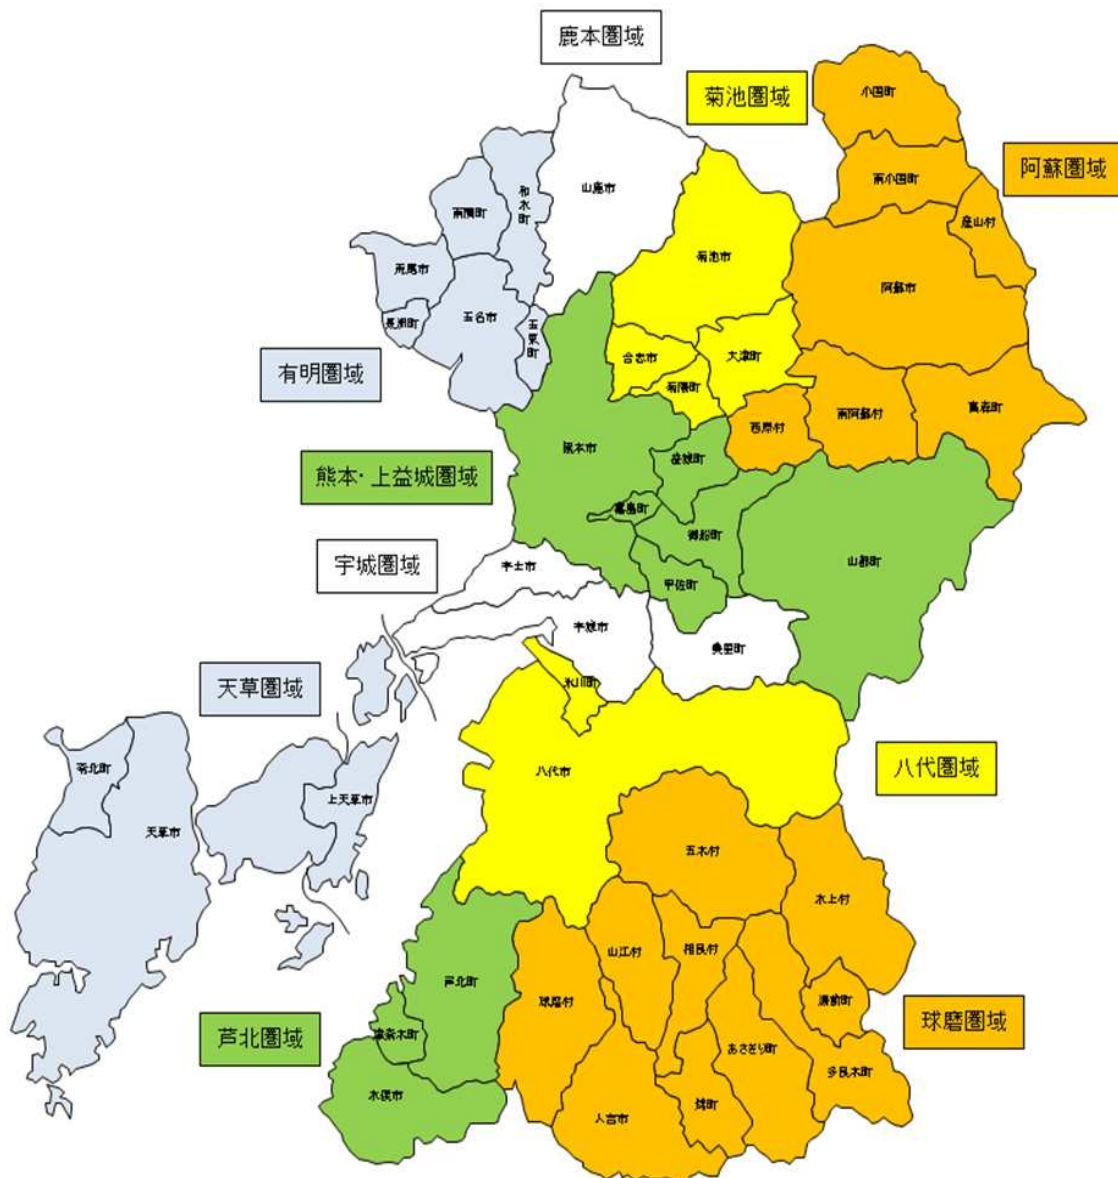 鹿本圏域
菊池圏域
小国町
阿蘇圏域
南小国町
和水町
山鹿市
産山村
南関町
菊池市
荒尾市
阿蘇市
長洲町
玉名市
玉東町
合志市
大津町
有明圏域
菊陽町
西原村
南阿蘇村
高森町
熊本市
益城町
熊本・上益城圏域
嘉島町
御船町
山都町
宇城圏域
宇土市
甲佐町
宇城市
美里町
氷川町
天草圏域
苓北町
天草市
上天草市
八代市
八代圏域
五木村
水上村
山江村
相良村
芦北町
球磨村
湯前町
球磨圏域
芦北圏域
津奈木町
あさぎり町
多良木町
水俣市
人吉市
錦町